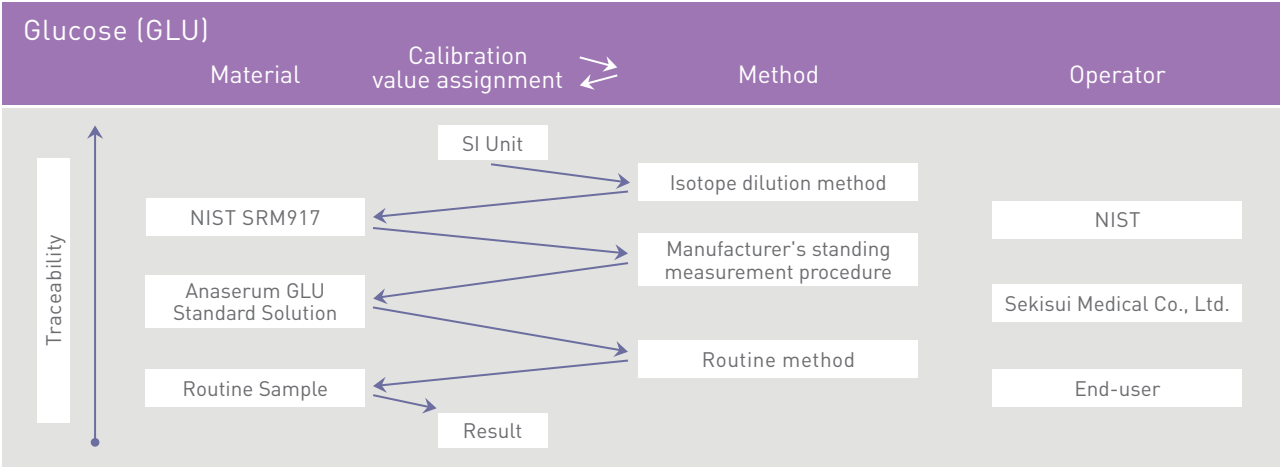 Glucose (GLU)
Material
Calibration
value assignment
Method
Operator
Traceability
SI Unit
Isotope dilution method
NIST SRM917
NIST
Manufacturer's standing
measurement procedure
Anaserum GLU
Standard Solution
Sekisui Medical Co., Ltd.
Routine method
Routine Sample
End-user
Result